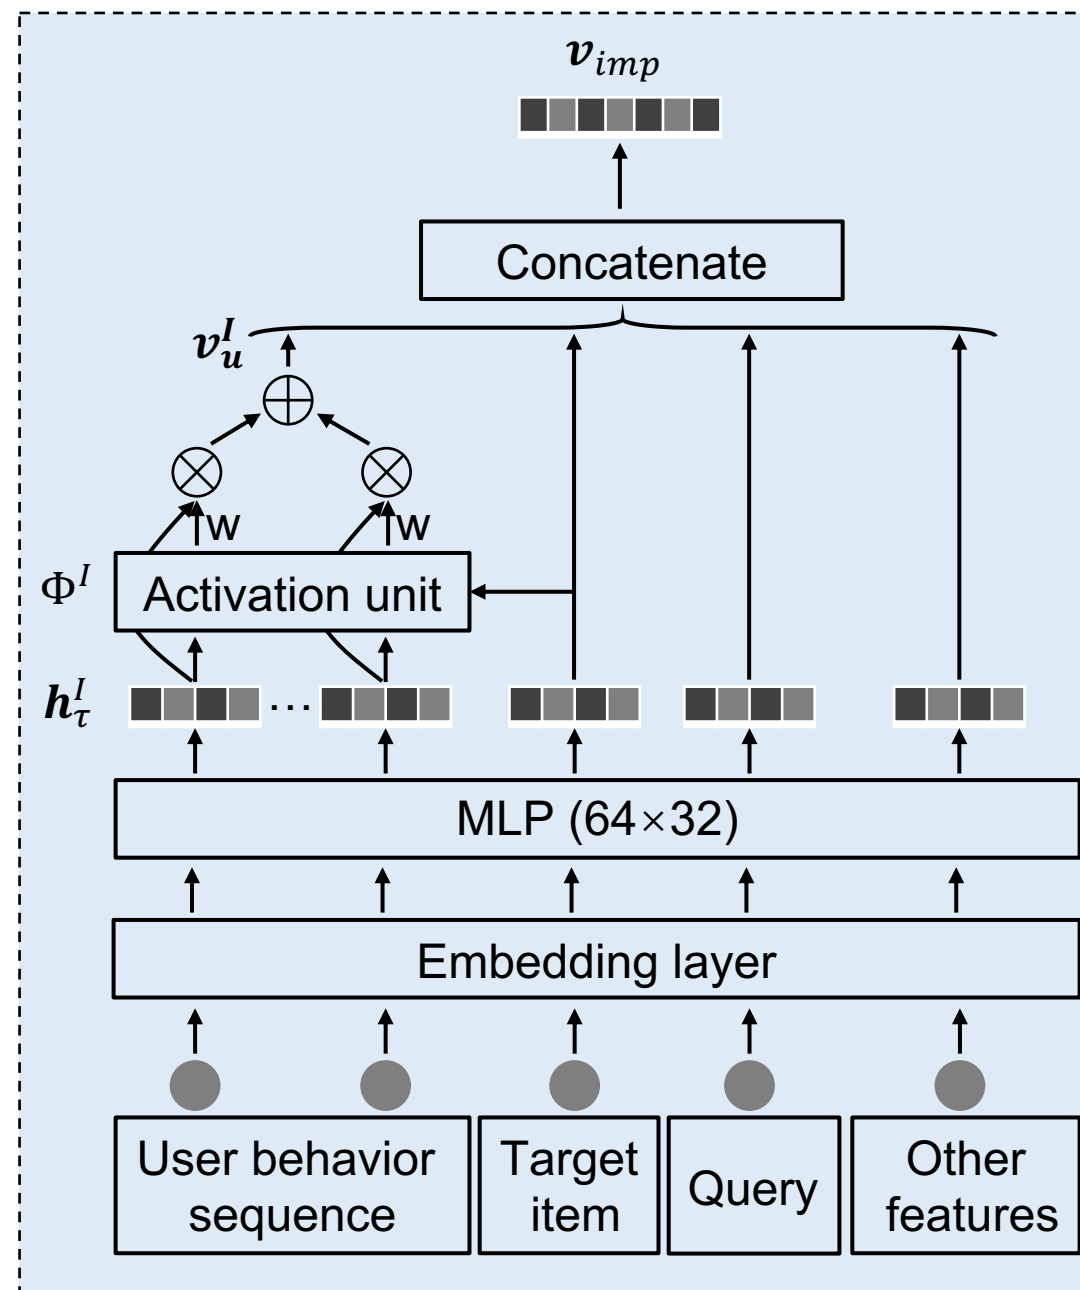 v_imp
Concatenate
v_u^I
w w
Φ^I
Activation unit
h_τ^I
...
MLP (64×32)
Embedding layer
User behavior
sequence
Target
item
Query
Other
features